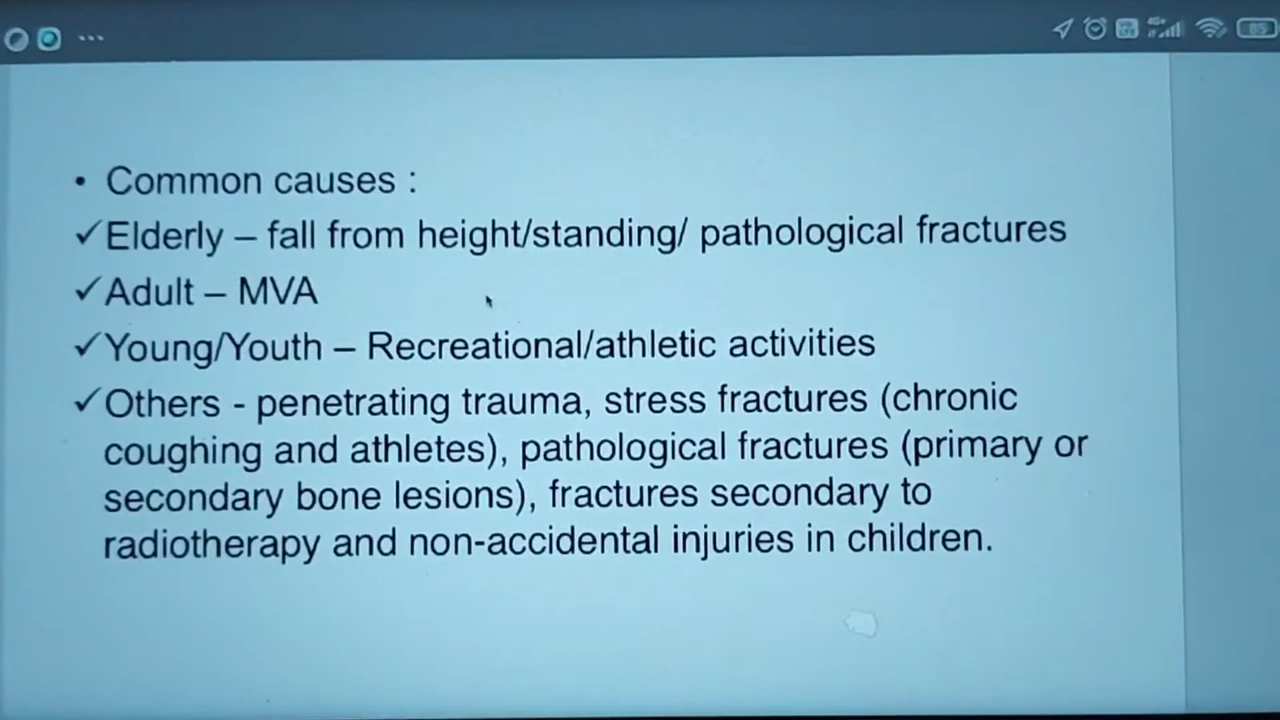 • Common causes :
✓Elderly – fall from height/standing/ pathological fractures
✓Adult – MVA
✓Young/Youth – Recreational/athletic activities
✓Others - penetrating trauma, stress fractures (chronic
coughing and athletes), pathological fractures (primary or
secondary bone lesions), fractures secondary to
radiotherapy and non-accidental injuries in children.